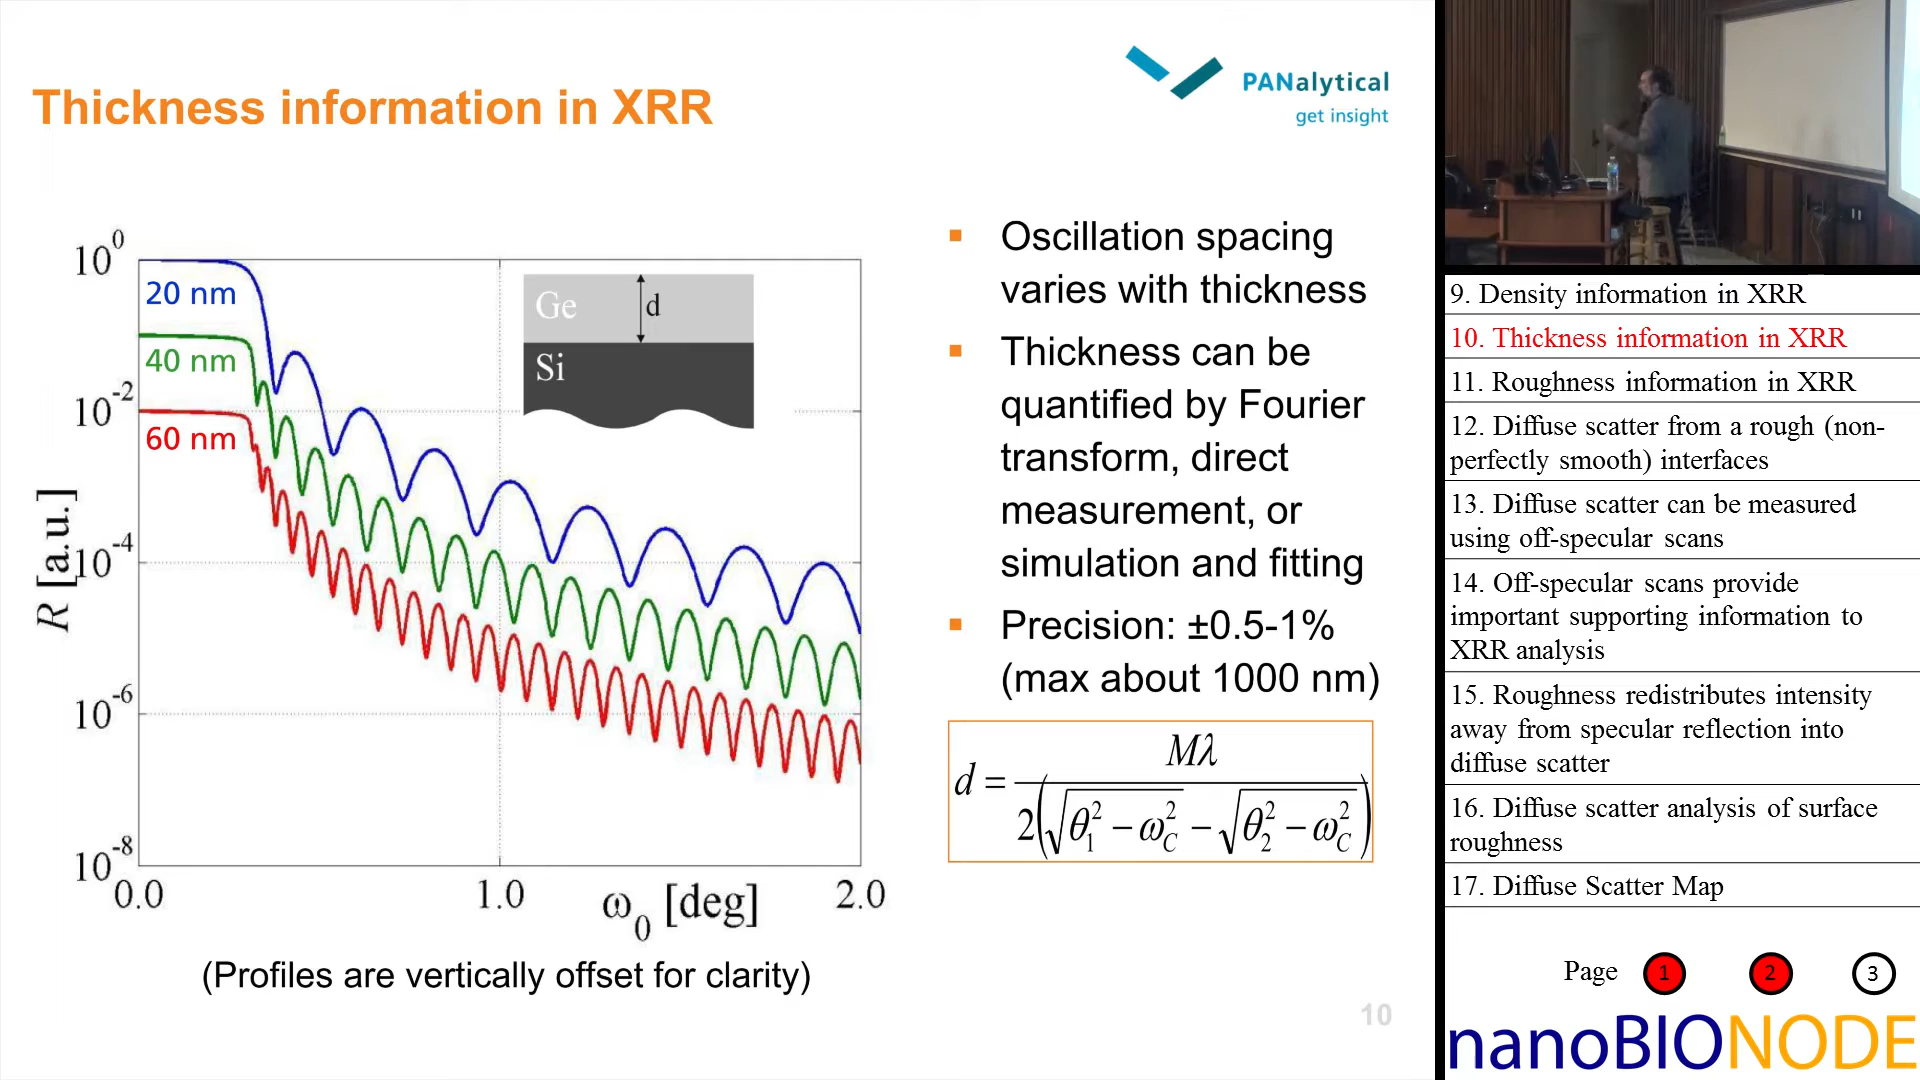 Thickness information in XRR
PANalytical
get insight
10⁰
20 nm
40 nm
10⁻²
60 nm
10⁻⁴
10⁻⁶
10⁻⁸
R [a.u.]
Ge
d
Si
0.0
1.0
ω₀ [deg]
2.0
(Profiles are vertically offset for clarity)
▪ Oscillation spacing
varies with thickness
▪ Thickness can be
quantified by Fourier
transform, direct
measurement, or
simulation and fitting
▪ Precision: ±0.5-1%
(max about 1000 nm)
d = Mλ / 2(√(θ₁² − ω_C²) − √(θ₂² − ω_C²))
10
9. Density information in XRR
10. Thickness information in XRR
11. Roughness information in XRR
12. Diffuse scatter from a rough (non-
perfectly smooth) interfaces
13. Diffuse scatter can be measured
using off-specular scans
14. Off-specular scans provide
important supporting information to
XRR analysis
15. Roughness redistributes intensity
away from specular reflection into
diffuse scatter
16. Diffuse scatter analysis of surface
roughness
17. Diffuse Scatter Map
Page 1 2 3
nanoBIONODE